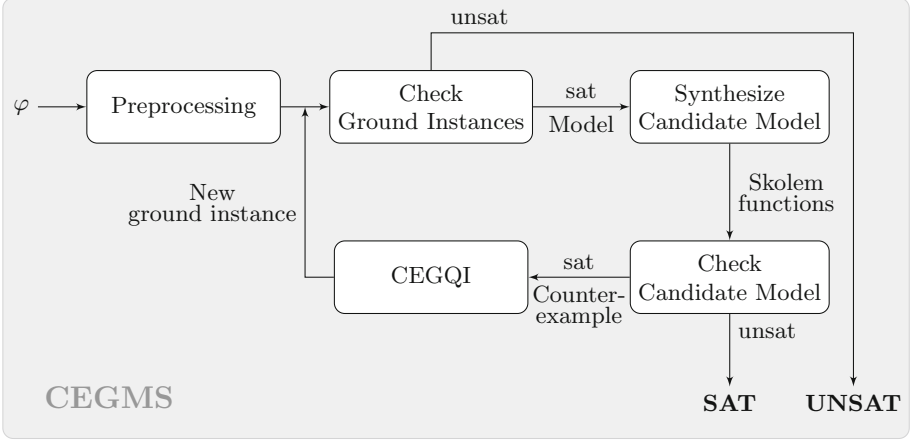 unsat
φ
Preprocessing
Check
Ground Instances
sat
Model
Synthesize
Candidate Model
New
ground instance
Skolem
functions
CEGQI
sat
Counter-
example
Check
Candidate Model
unsat
CEGMS
SAT
UNSAT